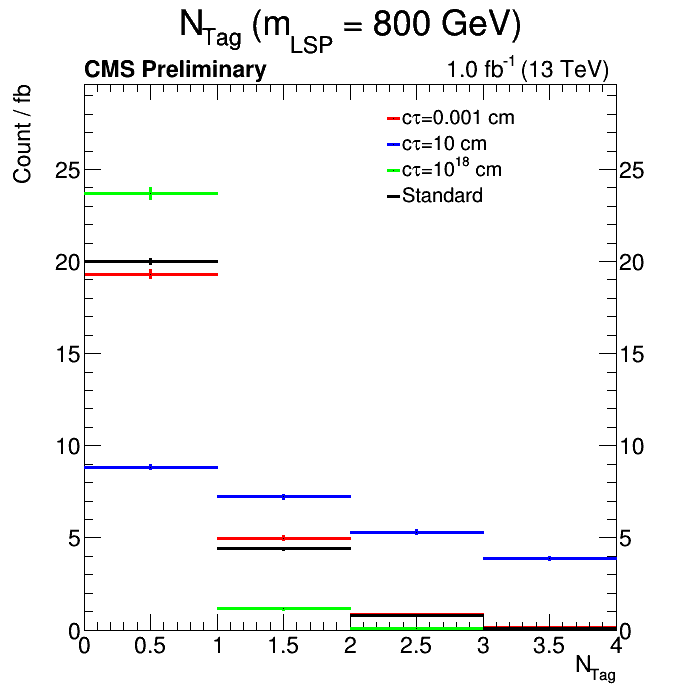 N_Tag (m_LSP = 800 GeV)
CMS Preliminary
1.0 fb^-1 (13 TeV)
Count / fb
cτ=0.001 cm
cτ=10 cm
cτ=10^18 cm
Standard
25 25
20 20
15 15
10 10
5 5
0 0
0 0.5 1 1.5 2 2.5 3 3.5 4
N_Tag